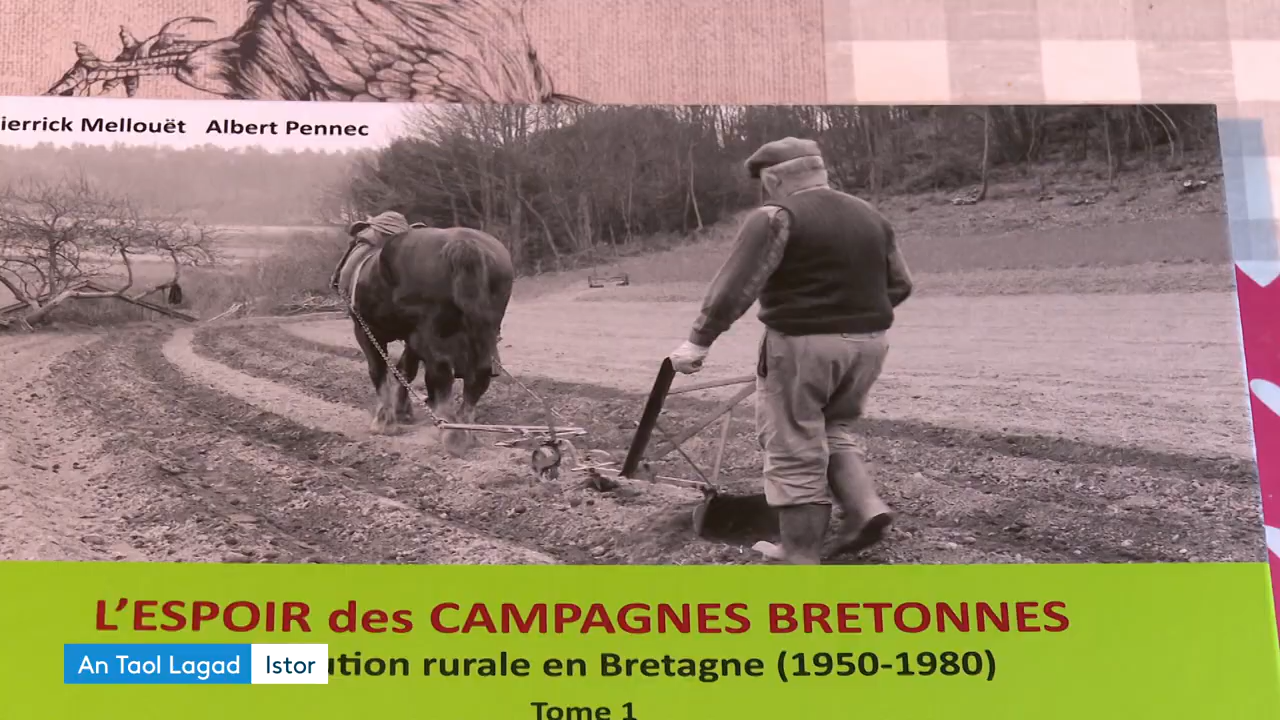 ierrick Mellouët Albert Pennec
L'ESPOIR des CAMPAGNES BRETONNES
ution rurale en Bretagne (1950-1980)
An Taol Lagad Istor
Tome 1